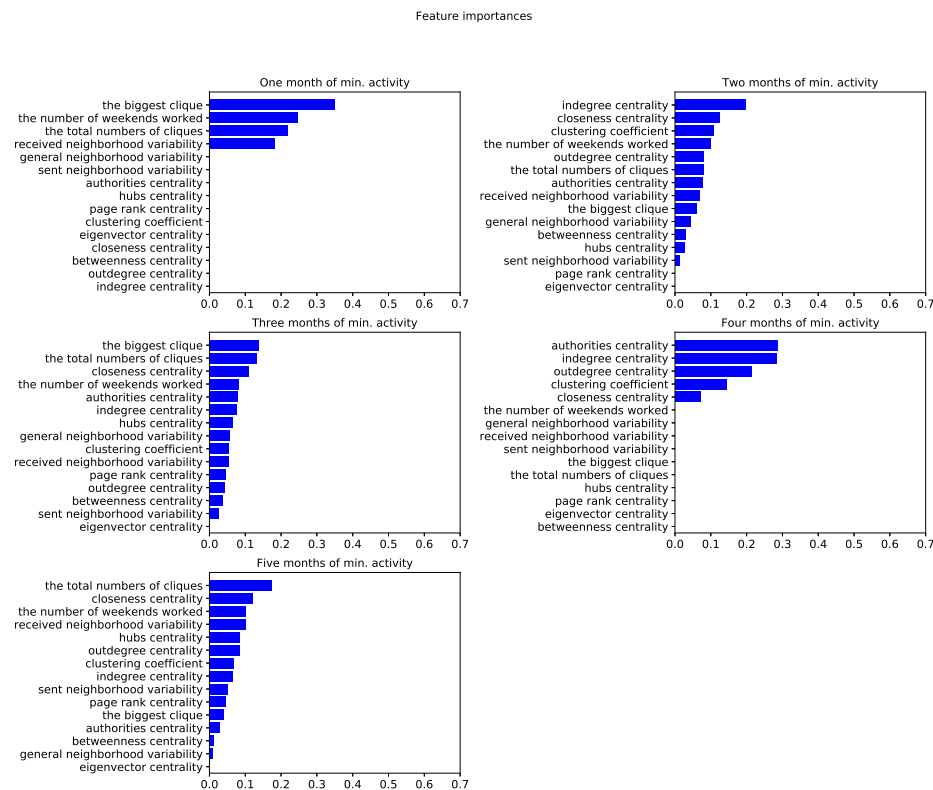 Feature importances
One month of min. activity
the biggest clique
the number of weekends worked
the total numbers of cliques
received neighborhood variability
general neighborhood variability
sent neighborhood variability
authorities centrality
hubs centrality
page rank centrality
clustering coefficient
eigenvector centrality
closeness centrality
betweenness centrality
outdegree centrality
indegree centrality
0.0 0.1 0.2 0.3 0.4 0.5 0.6 0.7
Two months of min. activity
indegree centrality
closeness centrality
clustering coefficient
the number of weekends worked
outdegree centrality
the total numbers of cliques
authorities centrality
received neighborhood variability
the biggest clique
general neighborhood variability
betweenness centrality
hubs centrality
sent neighborhood variability
page rank centrality
eigenvector centrality
0.0 0.1 0.2 0.3 0.4 0.5 0.6 0.7
Three months of min. activity
the biggest clique
the total numbers of cliques
closeness centrality
the number of weekends worked
authorities centrality
indegree centrality
hubs centrality
general neighborhood variability
clustering coefficient
received neighborhood variability
page rank centrality
outdegree centrality
betweenness centrality
sent neighborhood variability
eigenvector centrality
0.0 0.1 0.2 0.3 0.4 0.5 0.6 0.7
Four months of min. activity
authorities centrality
indegree centrality
outdegree centrality
clustering coefficient
closeness centrality
the number of weekends worked
general neighborhood variability
received neighborhood variability
sent neighborhood variability
the biggest clique
the total numbers of cliques
hubs centrality
page rank centrality
eigenvector centrality
betweenness centrality
0.0 0.1 0.2 0.3 0.4 0.5 0.6 0.7
Five months of min. activity
the total numbers of cliques
closeness centrality
the number of weekends worked
received neighborhood variability
hubs centrality
outdegree centrality
clustering coefficient
indegree centrality
sent neighborhood variability
page rank centrality
the biggest clique
authorities centrality
betweenness centrality
general neighborhood variability
eigenvector centrality
0.0 0.1 0.2 0.3 0.4 0.5 0.6 0.7